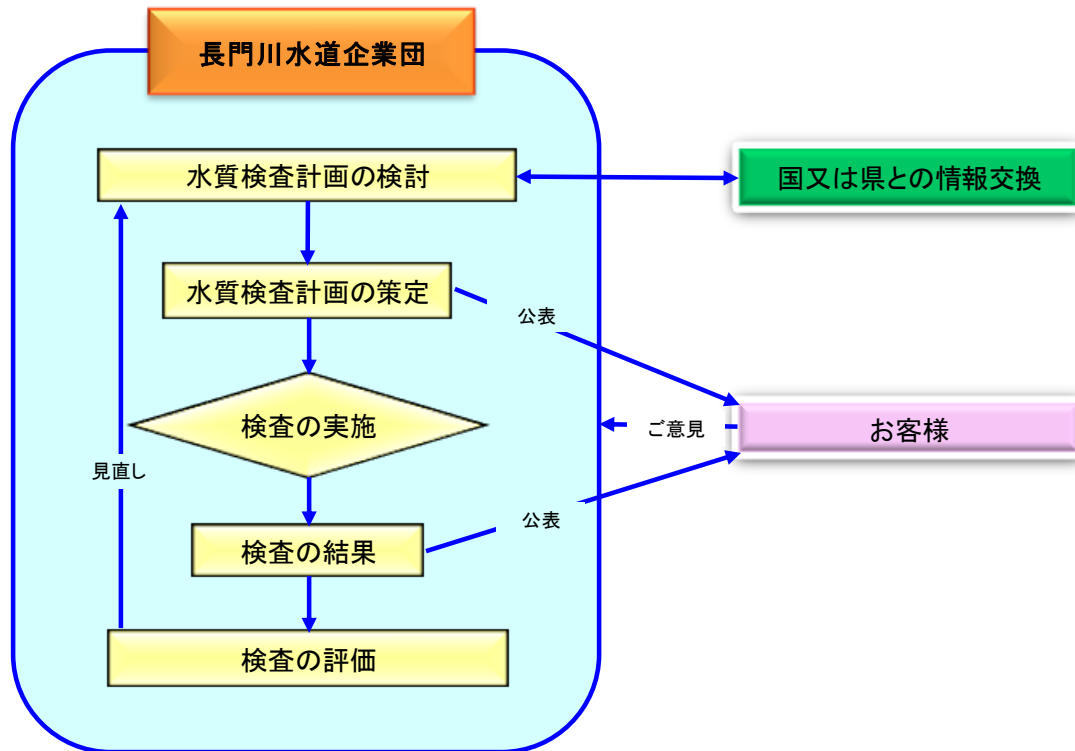 長門川水道企業団
水質検査計画の検討
国又は県との情報交換
水質検査計画の策定
公表
検査の実施
ご意見
お客様
見直し
公表
検査の結果
検査の評価